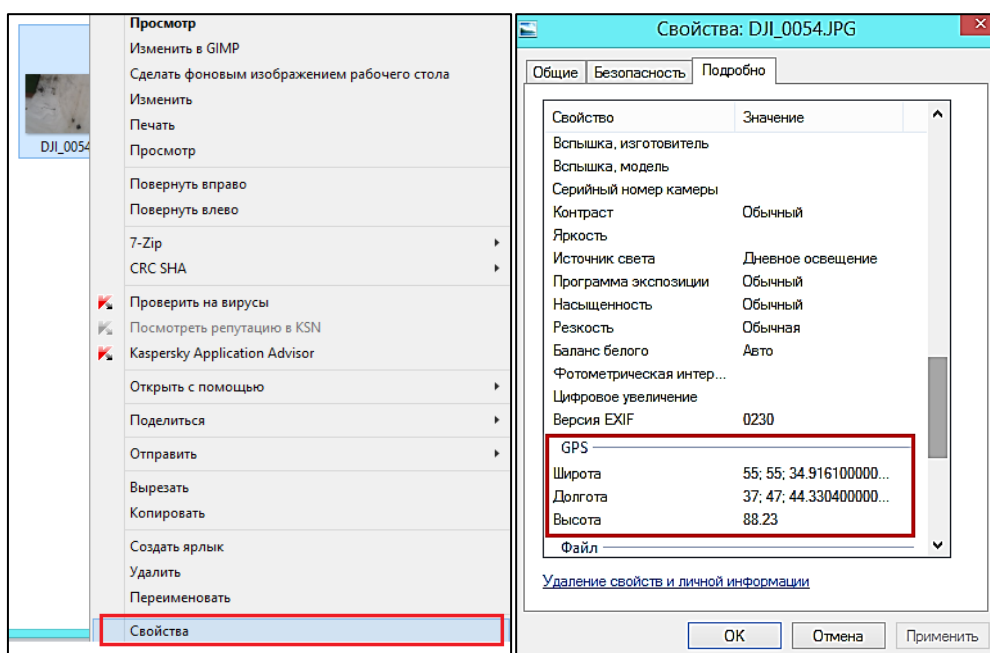 DJI_0054
Просмотр
Изменить в GIMP
Сделать фоновым изображением рабочего стола
Изменить
Печать
Просмотр
Повернуть вправо
Повернуть влево
7-Zip
CRC SHA
Проверить на вирусы
Посмотреть репутацию в KSN
Kaspersky Application Advisor
Открыть с помощью
Поделиться
Отправить
Вырезать
Копировать
Создать ярлык
Удалить
Переименовать
Свойства
Свойства: DJI_0054.JPG
Общие Безопасность Подробно
Свойство Значение
Вспышка, изготовитель
Вспышка, модель
Серийный номер камеры
Контраст Обычный
Яркость
Источник света Дневное освещение
Программа экспозиции Обычный
Насыщенность Обычный
Резкость Обычная
Баланс белого Авто
Фотометрическая интер...
Цифровое увеличение
Версия EXIF 0230
GPS
Широта 55; 55; 34.916100000...
Долгота 37; 47; 44.330400000...
Высота 88.23
Файл
Удаление свойств и личной информации
OK Отмена Применить